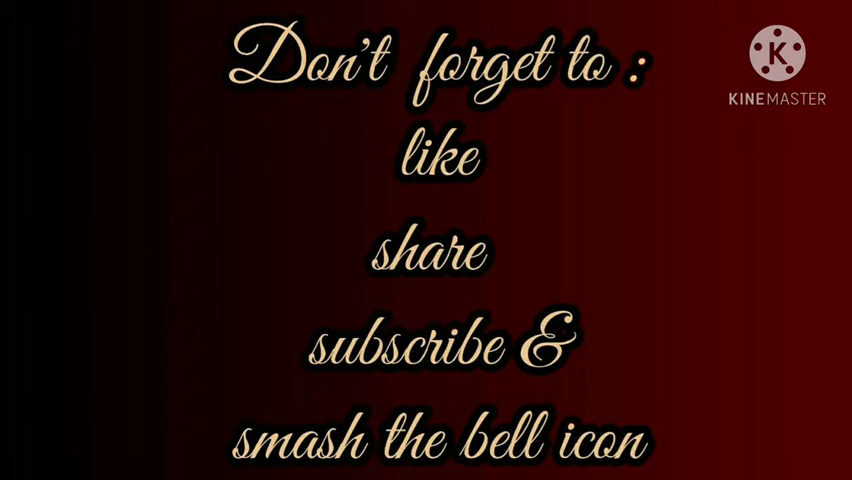 Don't forget to :
K
KINEMASTER
like
share
subscribe &
smash the bell icon